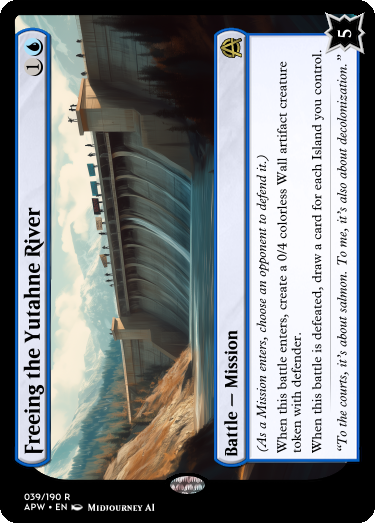 Freeing the Yutahne River
1
Battle — Mission
(As a Mission enters, choose an opponent to defend it.)
When this battle enters, create a 0/4 colorless Wall artifact creature
token with defender.
When this battle is defeated, draw a card for each Island you control.
“To the courts, it’s about salmon. To me, it’s also about decolonization.”
5
039/190 R
APW • EN Midjourney AI